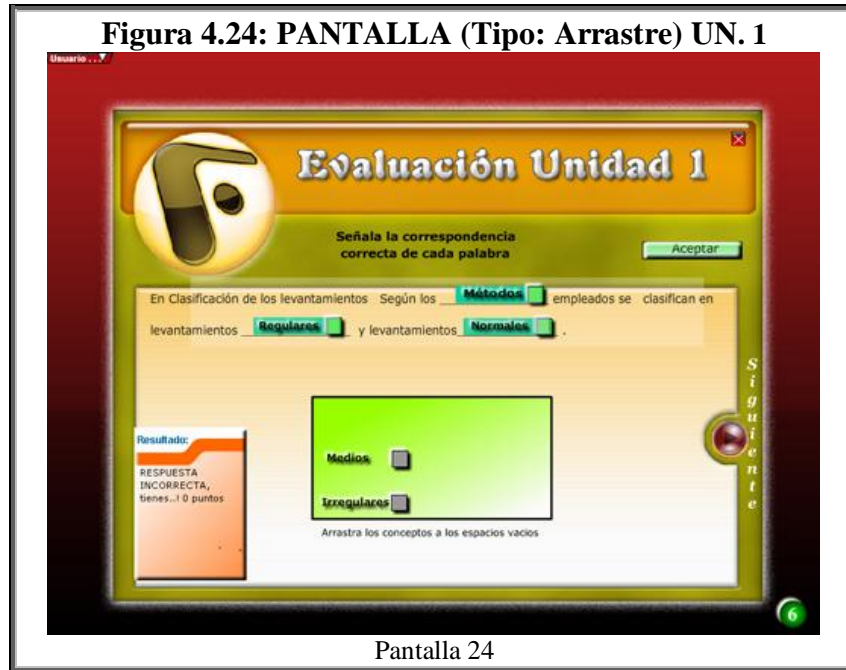 Figura 4.24: PANTALLA (Tipo: Arrastre) UN. 1
Usuario . . .
Evaluación Unidad 1
Señala la correspondencia
correcta de cada palabra
Aceptar
En Clasificación de los levantamientos Según los Métodos empleados se clasifican en
levantamientos Regulares y levantamientos Normales .
Siguiente
Resultado:
RESPUESTA
INCORRECTA,
tienes..! 0 puntos
Medios
Irregulares
Arrastra los conceptos a los espacios vacios
6
Pantalla 24